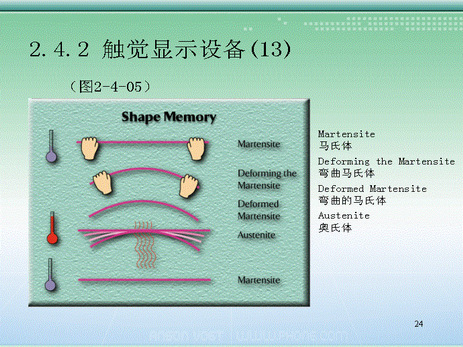 2.4.2 触觉显示设备(13)
（图2-4-05）
Shape Memory
Martensite
Deforming the
Martensite
Deformed
Martensite
Austenite
Martensite
Martensite
马氏体
Deforming the Martensite
弯曲马氏体
Deformed Martensite
弯曲的马氏体
Austenite
奥氏体
24